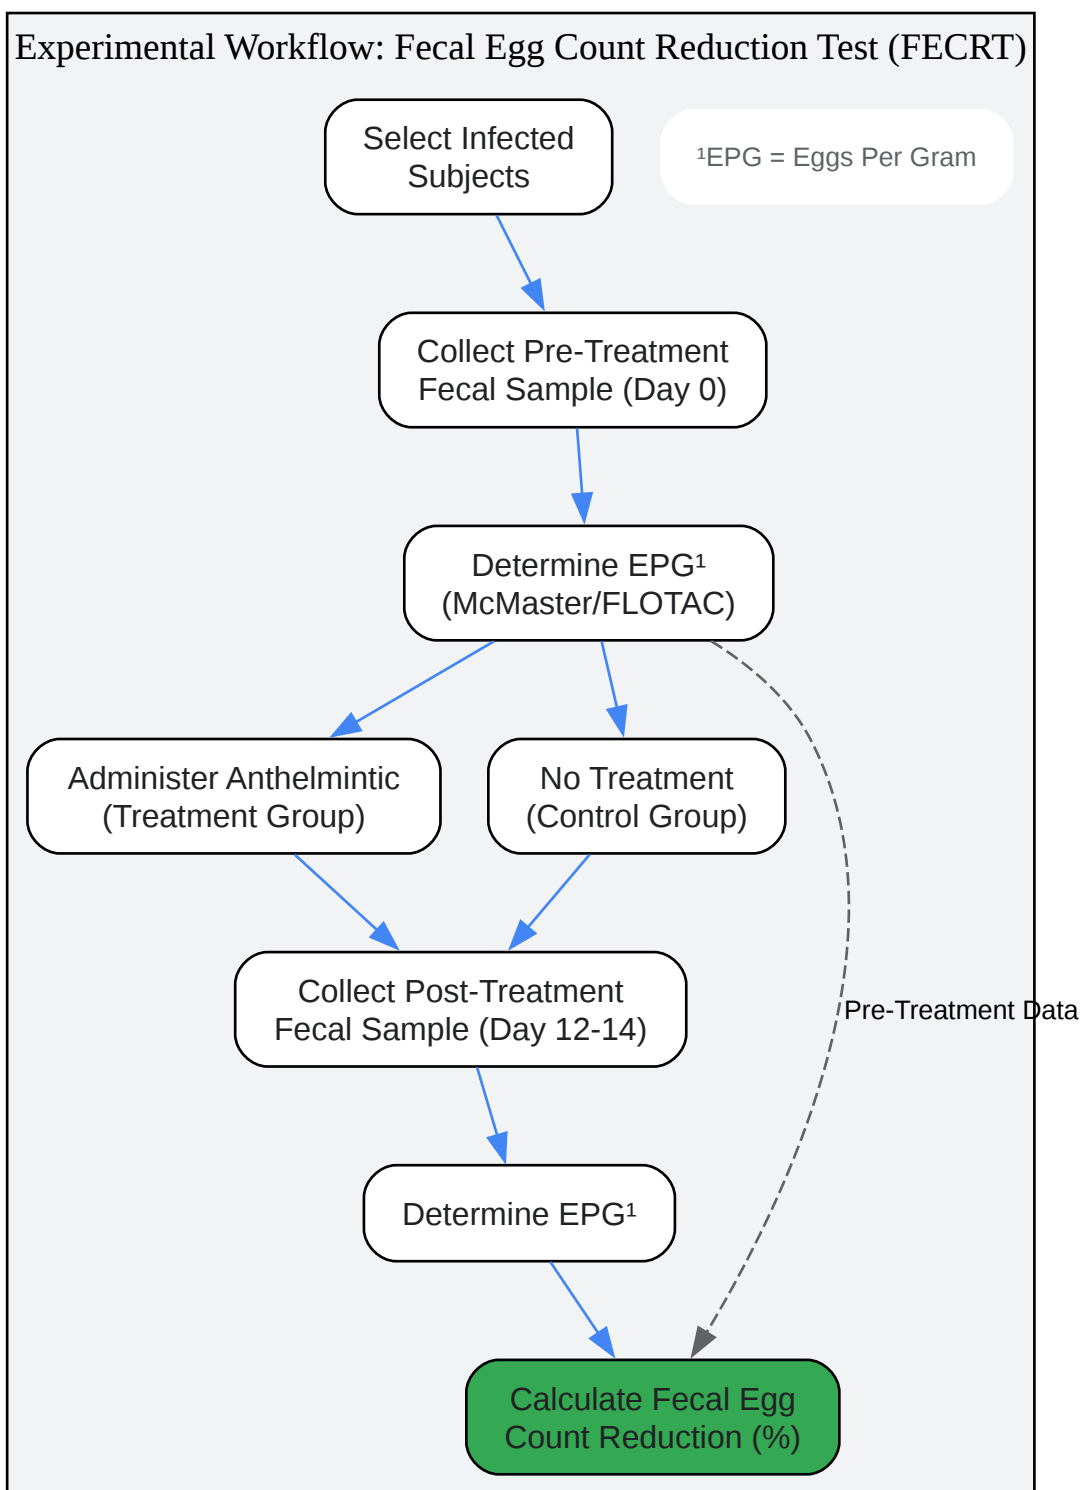 Experimental Workflow: Fecal Egg Count Reduction Test (FECRT)
Select Infected
Subjects
¹EPG = Eggs Per Gram
Collect Pre-Treatment
Fecal Sample (Day 0)
Determine EPG¹
(McMaster/FLOTAC)
Administer Anthelmintic
(Treatment Group)
No Treatment
(Control Group)
Collect Post-Treatment
Fecal Sample (Day 12-14)
Pre-Treatment Data
Determine EPG¹
Calculate Fecal Egg
Count Reduction (%)